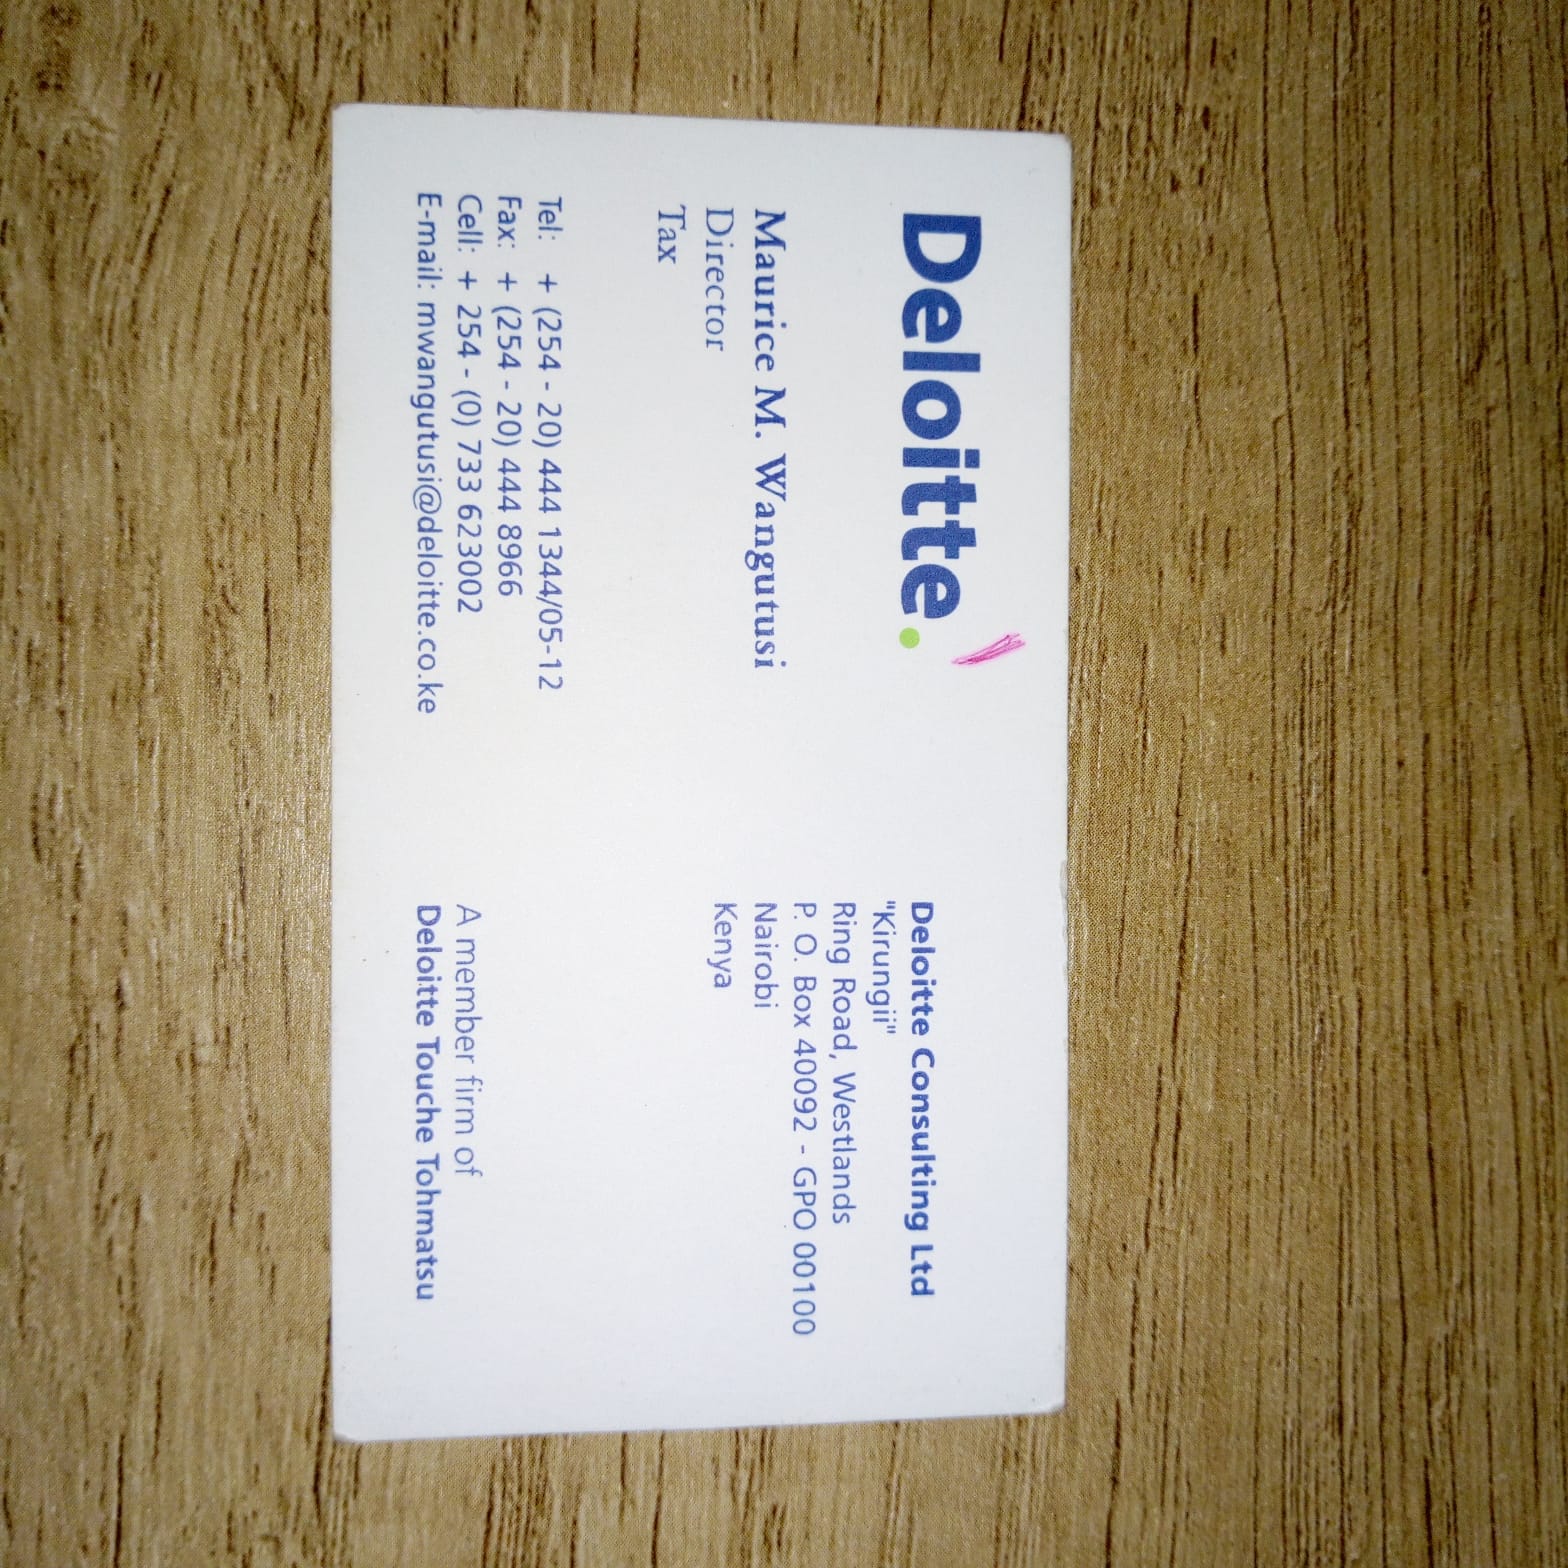 Deloitte.
Maurice M. Wangutusi
Director
Tax
Tel: + (254 - 20) 444 1344/05-12
Fax: + (254 - 20) 444 8966
Cell: + 254 - (0) 733 623002
E-mail: mwangutusi@deloitte.co.ke
Deloitte Consulting Ltd
"Kirungii"
Ring Road, Westlands
P. O. Box 40092 - GPO 00100
Nairobi
Kenya
A member firm of
Deloitte Touche Tohmatsu